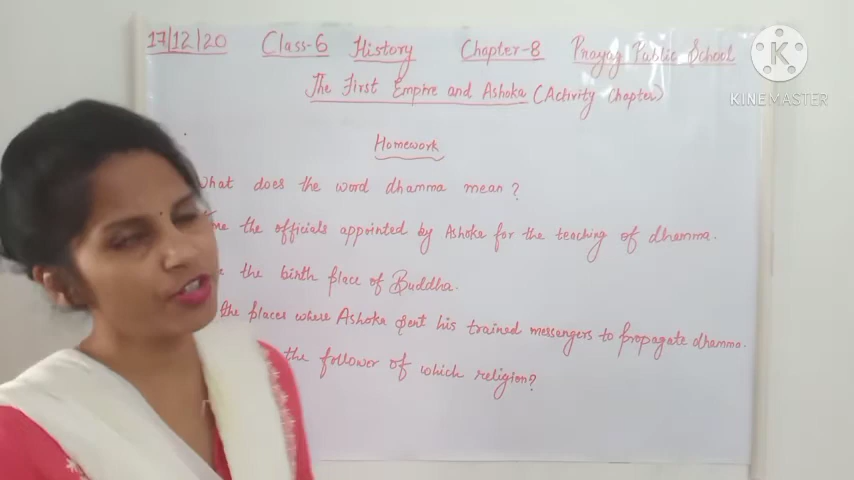 17/12/20 Class-6 History Chapter-8 Prayag Public School
The First Empire and Ashoka (Activity Chapter)
Homework
What does the word dhamma mean?
the officials appointed by Ashoka for the teaching of dhamma.
the birth place of Buddha.
the places where Ashoka sent his trained messengers to propagate dhamma.
the follower of which religion?
KINEMASTER